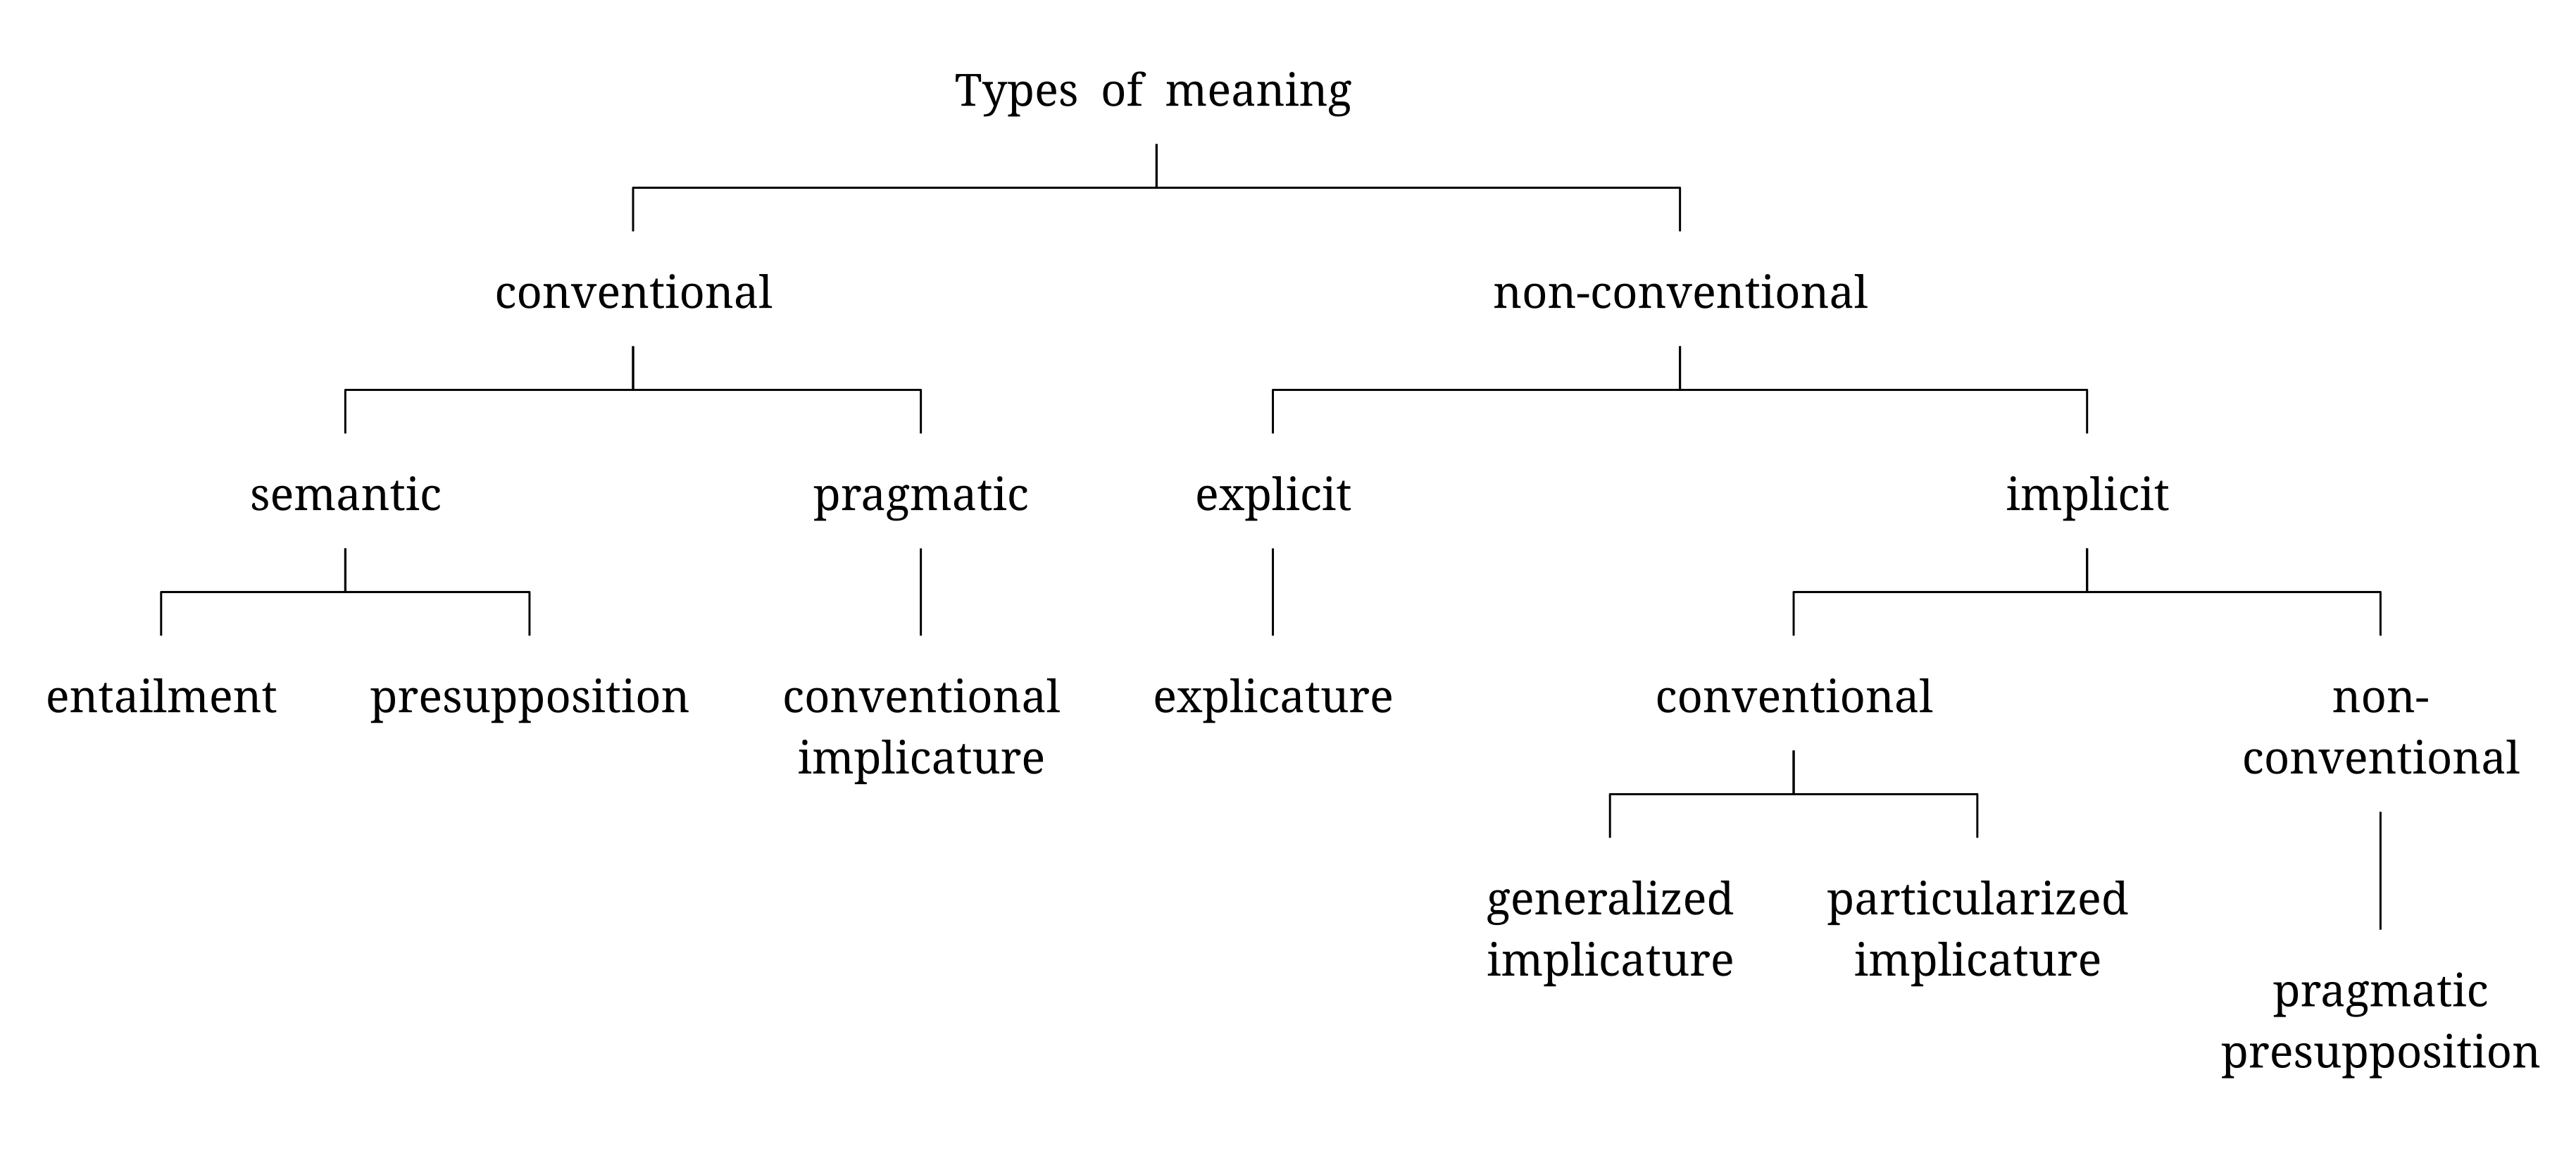 Types of meaning
conventional
non-conventional
semantic
pragmatic
explicit
implicit
entailment
presupposition
conventional
implicature
explicature
conventional
non-
conventional
generalized
implicature
particularized
implicature
pragmatic
presupposition